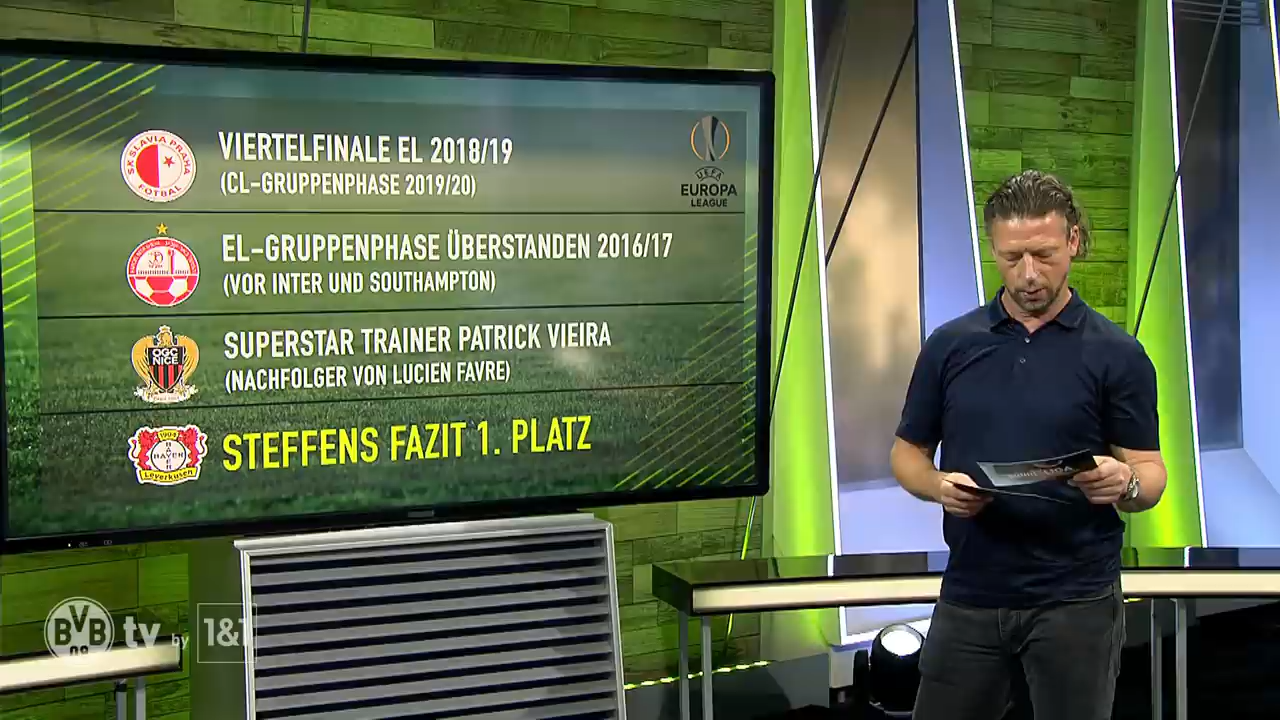 SK SLAVIA PRAHA
FOTBAL
VIERTELFINALE EL 2018/19
(CL-GRUPPENPHASE 2019/20)
UEFA
EUROPA
LEAGUE
EL-GRUPPENPHASE ÜBERSTANDEN 2016/17
(VOR INTER UND SOUTHAMPTON)
OGC
NICE
SUPERSTAR TRAINER PATRICK VIEIRA
(NACHFOLGER VON LUCIEN FAVRE)
1904
BAYER
Leverkusen
STEFFENS FAZIT 1. PLATZ
BVB
09
tv by 1&1